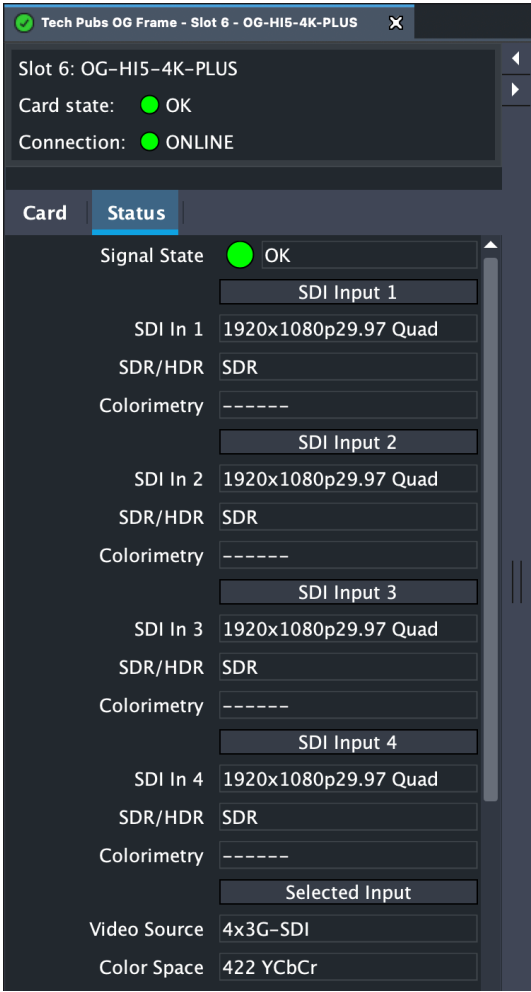 Tech Pubs OG Frame - Slot 6 - OG-HI5-4K-PLUS
Slot 6: OG-HI5-4K-PLUS
Card state: OK
Connection: ONLINE
Card Status
Signal State OK
SDI Input 1
SDI In 1 1920x1080p29.97 Quad
SDR/HDR SDR
Colorimetry ------
SDI Input 2
SDI In 2 1920x1080p29.97 Quad
SDR/HDR SDR
Colorimetry ------
SDI Input 3
SDI In 3 1920x1080p29.97 Quad
SDR/HDR SDR
Colorimetry ------
SDI Input 4
SDI In 4 1920x1080p29.97 Quad
SDR/HDR SDR
Colorimetry ------
Selected Input
Video Source 4x3G-SDI
Color Space 422 YCbCr